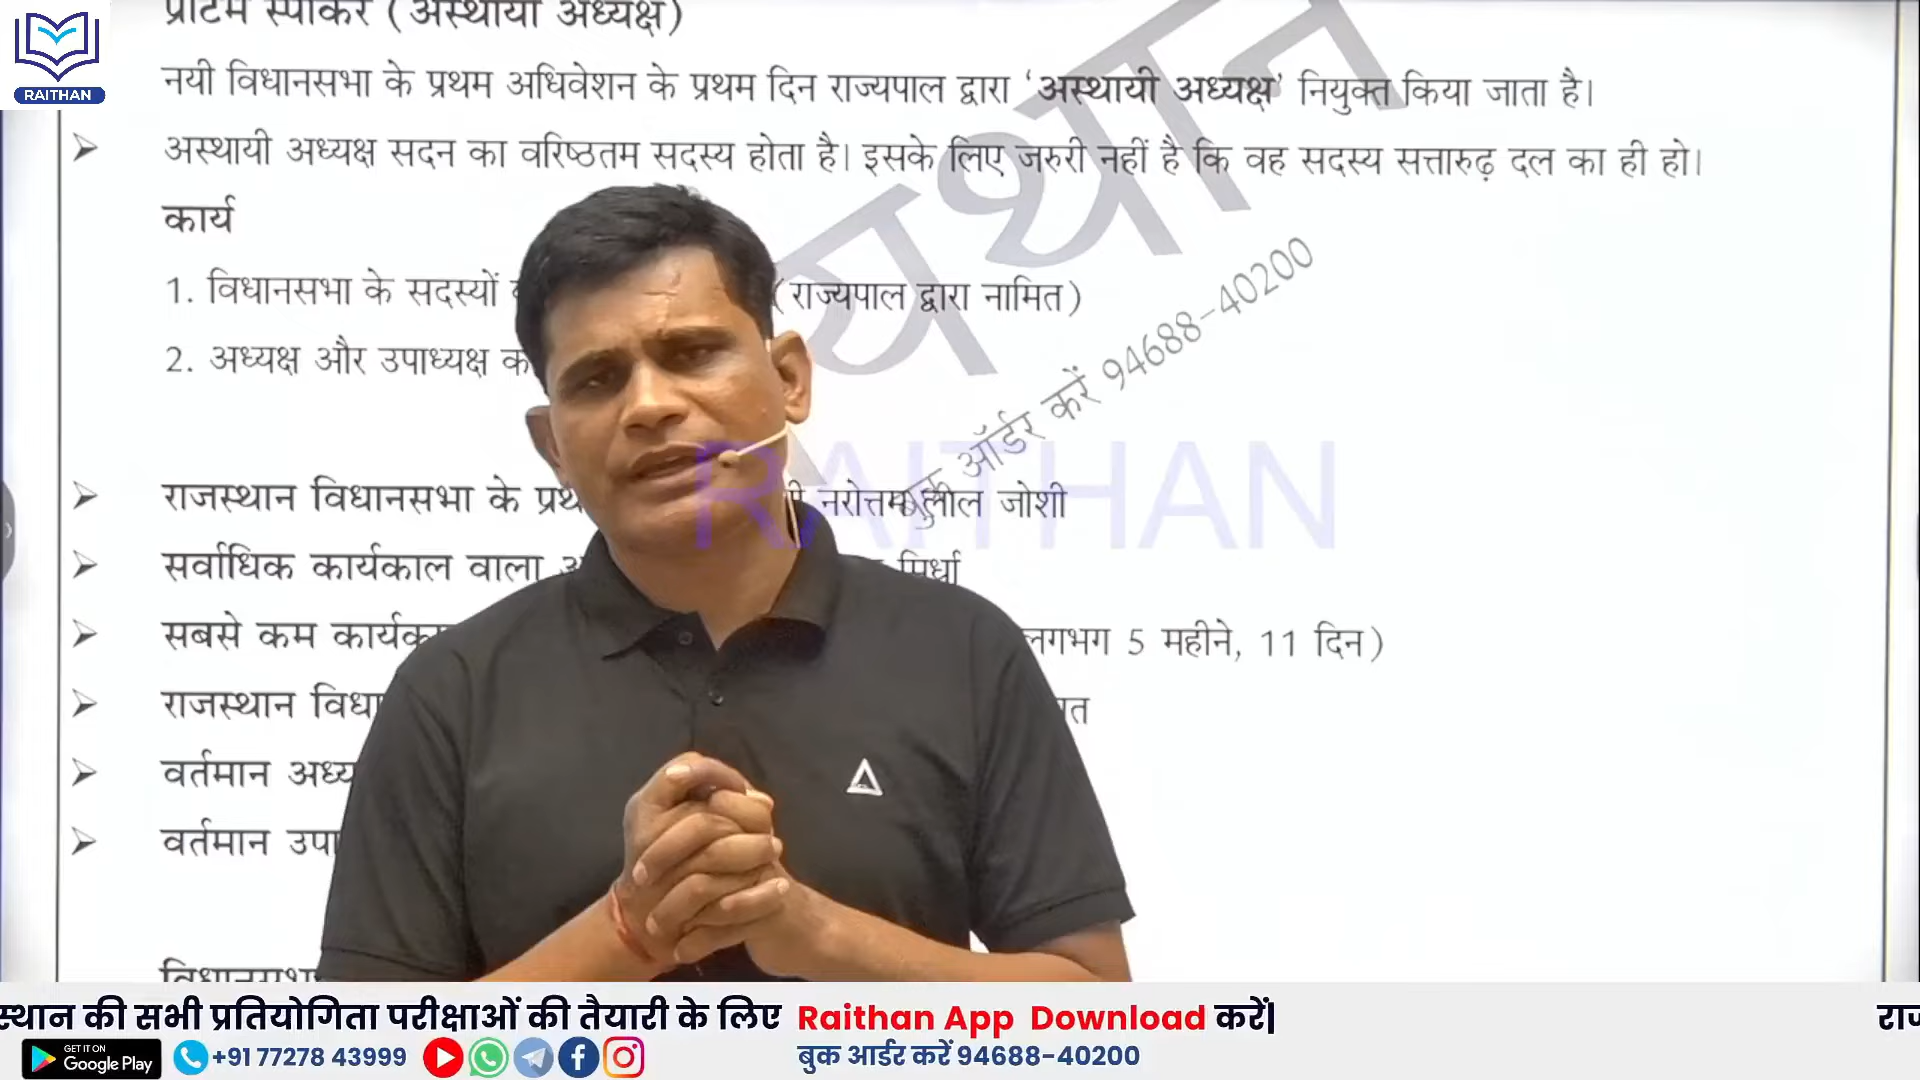 RAITHAN
प्रोटेम स्पीकर (अस्थायी अध्यक्ष)
नयी विधानसभा के प्रथम अधिवेशन के प्रथम दिन राज्यपाल द्वारा ‘अस्थायी अध्यक्ष’ नियुक्त किया जाता है।
➢ अस्थायी अध्यक्ष सदन का वरिष्ठतम सदस्य होता है। इसके लिए जरुरी नहीं है कि वह सदस्य सत्तारुढ़ दल का ही हो।
कार्य
1. विधानसभा के सदस्यों (राज्यपाल द्वारा नामित)
2. अध्यक्ष और उपाध्यक्ष
यथान
बुक ऑर्डर करें 94688-40200
RAITHAN
➢ राजस्थान विधानसभा के नरोत्तम लाल जोशी
➢ सर्वाधिक कार्यकाल वाला मिर्धा
➢ सबसे कम लगभग 5 महीने, 11 दिन)
➢ राजस्थान
➢ वर्तमान
➢ वर्तमान
स्थान की सभी प्रतियोगिता परीक्षाओं की तैयारी के लिए Raithan App Download करें| राज
GET IT ON Google Play +91 77278 43999 बुक आर्डर करें 94688-40200